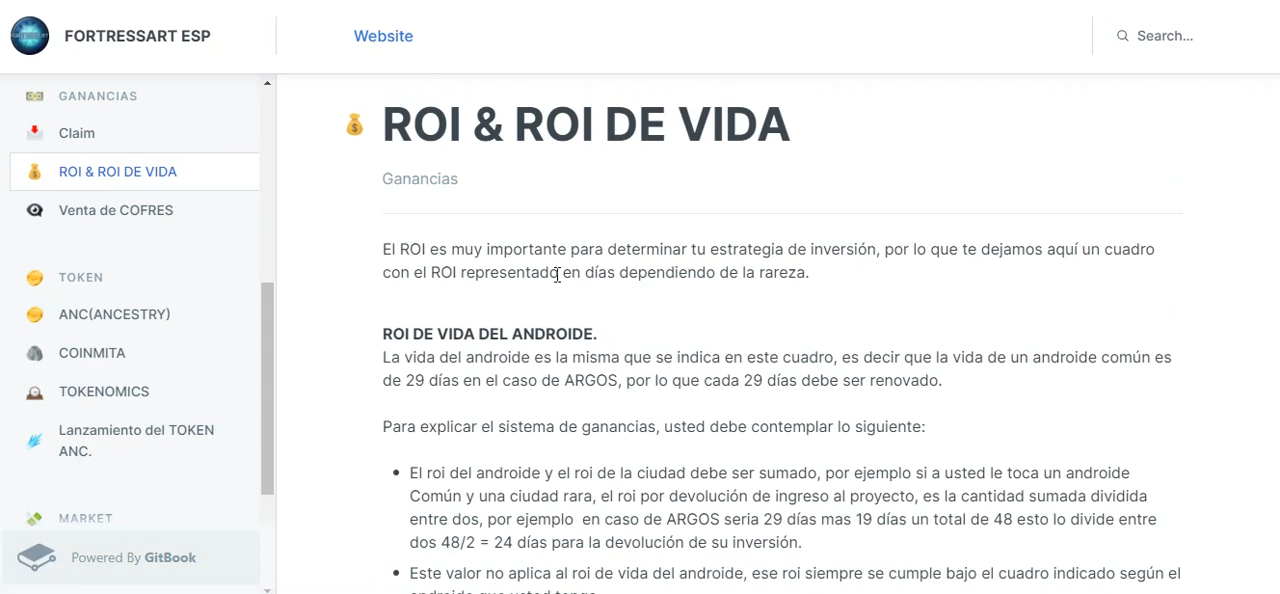 FORTRESSART ESP
Website
Search...
GANANCIAS
Claim
ROI & ROI DE VIDA
Venta de COFRES
TOKEN
ANC(ANCESTRY)
COINMITA
TOKENOMICS
Lanzamiento del TOKEN
ANC.
MARKET
Powered By GitBook
ROI & ROI DE VIDA
Ganancias
El ROI es muy importante para determinar tu estrategia de inversión, por lo que te dejamos aquí un cuadro
con el ROI representado en días dependiendo de la rareza.
ROI DE VIDA DEL ANDROIDE.
La vida del androide es la misma que se indica en este cuadro, es decir que la vida de un androide común es
de 29 días en el caso de ARGOS, por lo que cada 29 días debe ser renovado.
Para explicar el sistema de ganancias, usted debe contemplar lo siguiente:
El roi del androide y el roi de la ciudad debe ser sumado, por ejemplo si a usted le toca un androide
Común y una ciudad rara, el roi por devolución de ingreso al proyecto, es la cantidad sumada dividida
entre dos, por ejemplo en caso de ARGOS seria 29 días mas 19 días un total de 48 esto lo divide entre
dos 48/2 = 24 días para la devolución de su inversión.
Este valor no aplica al roi de vida del androide, ese roi siempre se cumple bajo el cuadro indicado según el
androide que usted tenga.